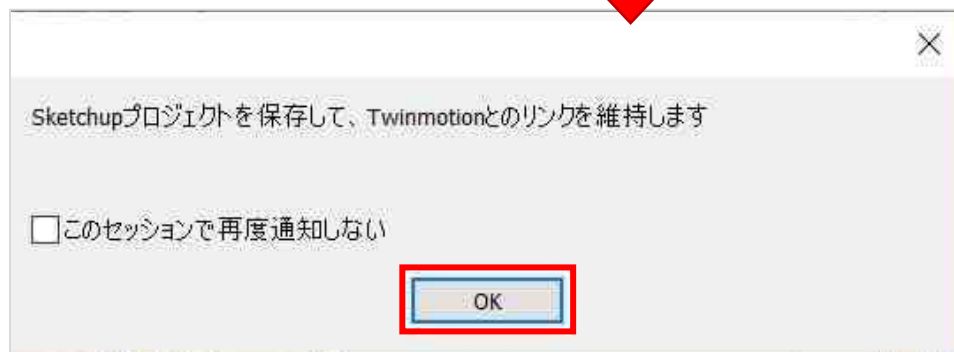 Sketchupプロジェクトを保存して、Twinmotionとのリンクを維持します
このセッションで再度通知しない
OK